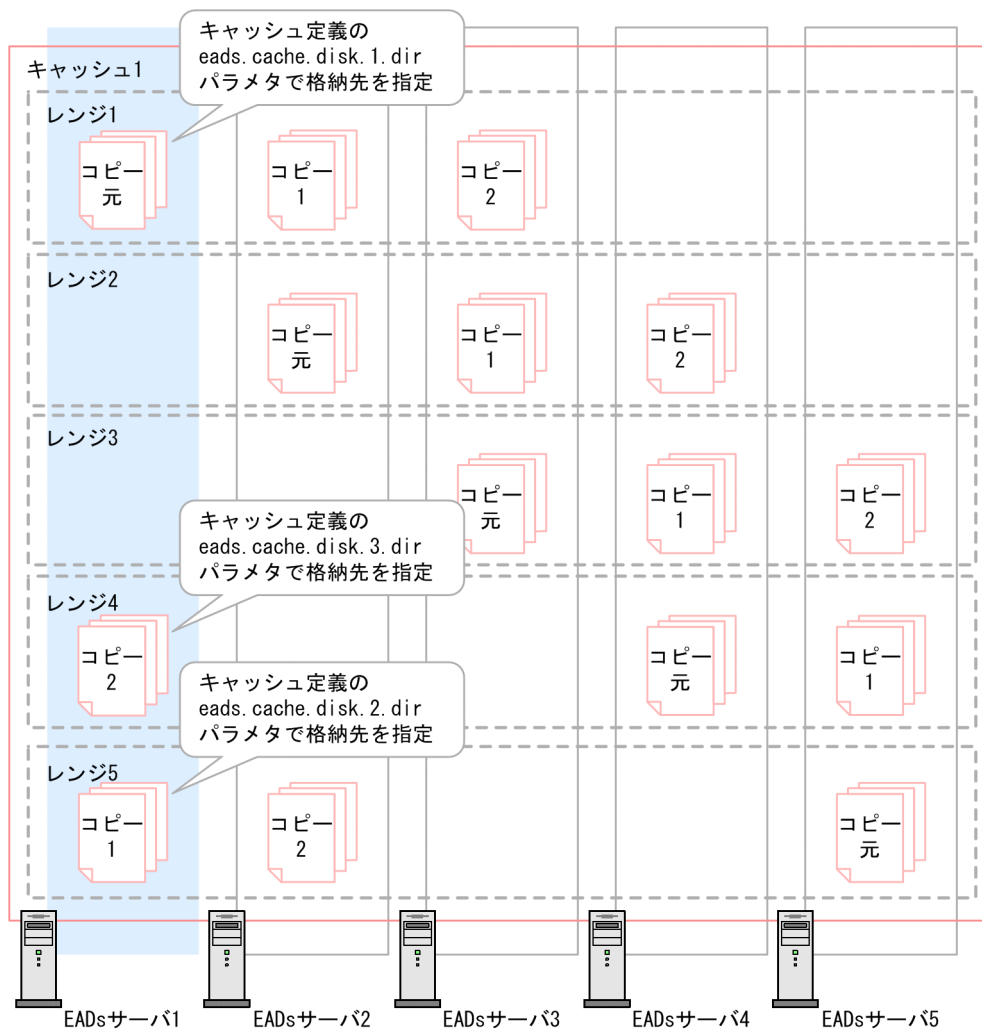 キャッシュ定義の
eads.cache.disk.1.dir
パラメタで格納先を指定
キャッシュ1
レンジ1
コピー
元
コピー
1
コピー
2
レンジ2
コピー
元
コピー
1
コピー
2
レンジ3
コピー
元
コピー
1
コピー
2
キャッシュ定義の
eads.cache.disk.3.dir
パラメタで格納先を指定
レンジ4
コピー
2
コピー
元
コピー
1
キャッシュ定義の
eads.cache.disk.2.dir
パラメタで格納先を指定
レンジ5
コピー
1
コピー
2
コピー
元
EADsサーバ1
EADsサーバ2
EADsサーバ3
EADsサーバ4
EADsサーバ5